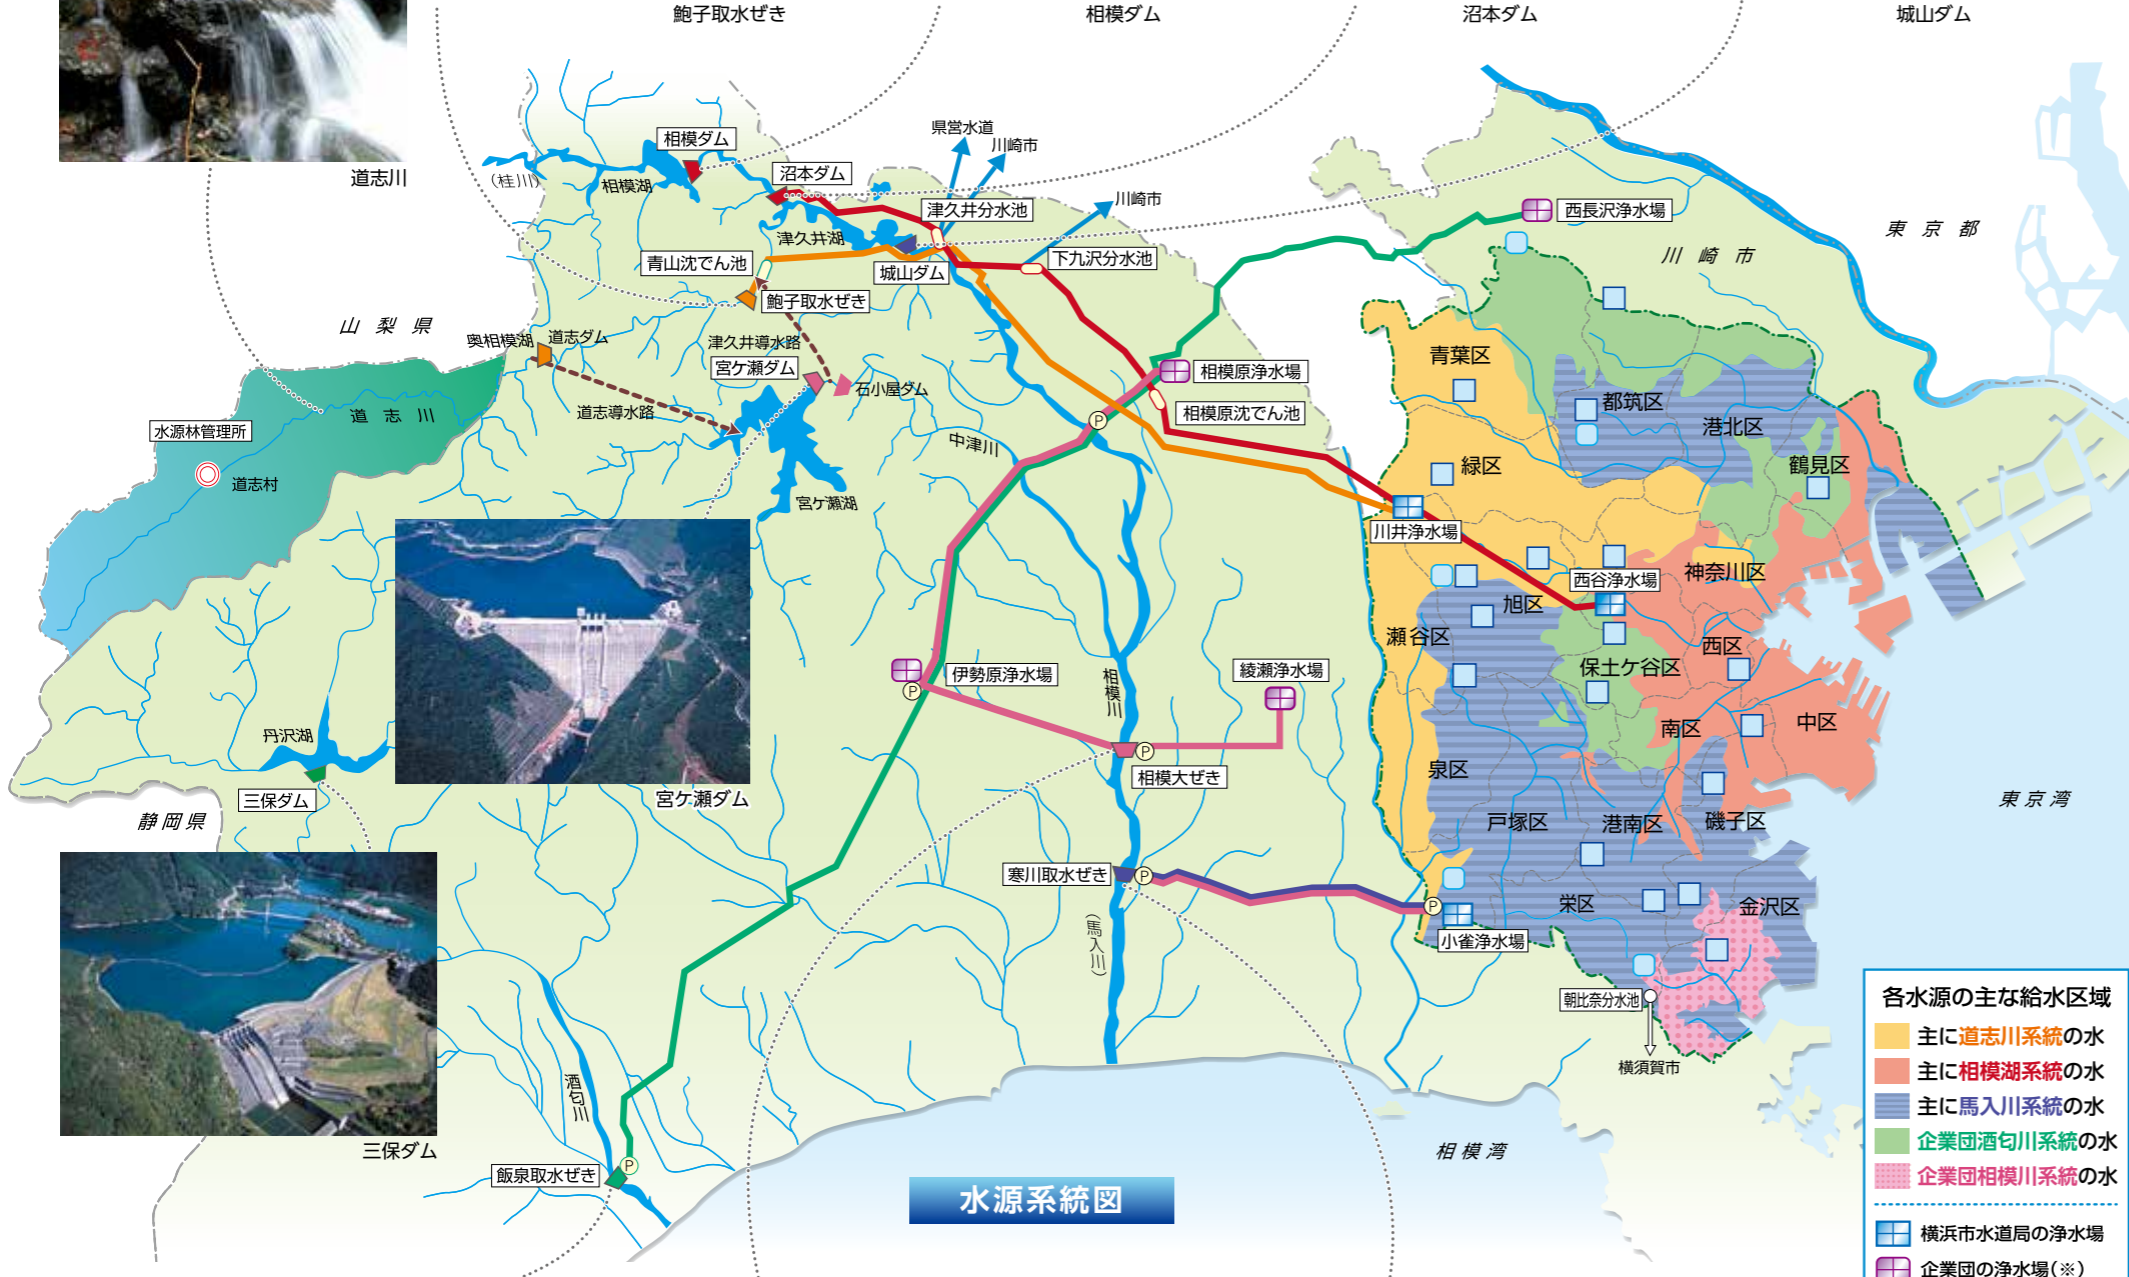 鮑子取水ぜき
相模ダム
沼本ダム
城山ダム
道志川
相模ダム
(桂川)
相模湖
沼本ダム
県営水道
川崎市
川崎市
津久井分水池
津久井湖
青山沈でん池
城山ダム
下九沢分水池
鮑子取水ぜき
西長沢浄水場
川崎市
東京都
山梨県
奥相模湖
道志ダム
津久井導水路
宮ケ瀬ダム
石小屋ダム
道志導水路
相模原浄水場
相模原沈でん池
P
中津川
宮ケ瀬湖
道志川
水源林管理所
道志村
青葉区
都筑区
港北区
緑区
鶴見区
川井浄水場
西谷浄水場
神奈川区
旭区
瀬谷区
保土ケ谷区
西区
南区
中区
泉区
戸塚区
港南区
磯子区
栄区
金沢区
伊勢原浄水場
P
相模川
綾瀬浄水場
P
相模大ぜき
丹沢湖
三保ダム
静岡県
宮ケ瀬ダム
寒川取水ぜき
P
(馬入川)
P
小雀浄水場
朝比奈分水池
横須賀市
東京湾
相模湾
酒匂川
三保ダム
飯泉取水ぜき
P
水源系統図
各水源の主な給水区域
主に道志川系統の水
主に相模湖系統の水
主に馬入川系統の水
企業団酒匂川系統の水
企業団相模川系統の水
横浜市水道局の浄水場
企業団の浄水場(※)